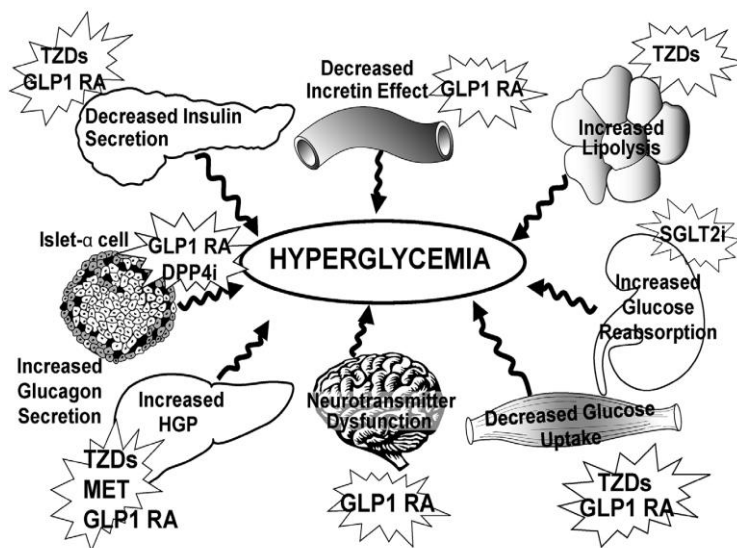 TZDs
GLP1 RA
Decreased Insulin
Secretion
Decreased
Incretin Effect
GLP1 RA
TZDs
Increased
Lipolysis
Islet-α cell
GLP1 RA
DPP4i
HYPERGLYCEMIA
SGLT2i
Increased
Glucose
Reabsorption
Increased
Glucagon
Secretion
Increased
HGP
TZDs
MET
GLP1 RA
Neurotransmitter
Dysfunction
GLP1 RA
Decreased Glucose
Uptake
TZDs
GLP1 RA